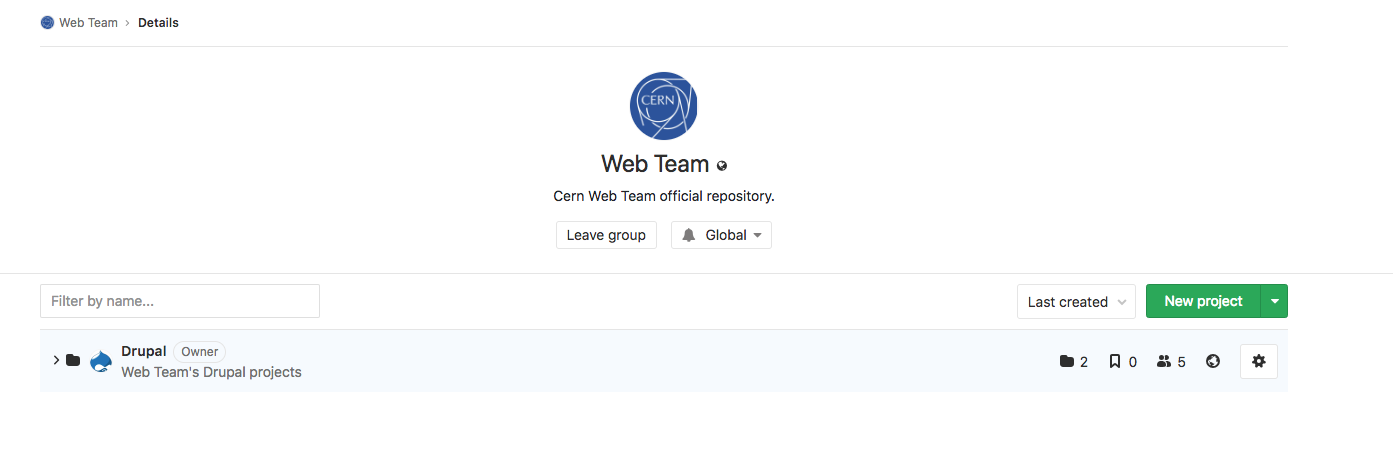 Web Team › Details
CERN
Web Team
Cern Web Team official repository.
Leave group Global
Filter by name... Last created New project
Drupal Owner
Web Team's Drupal projects
2 0 5